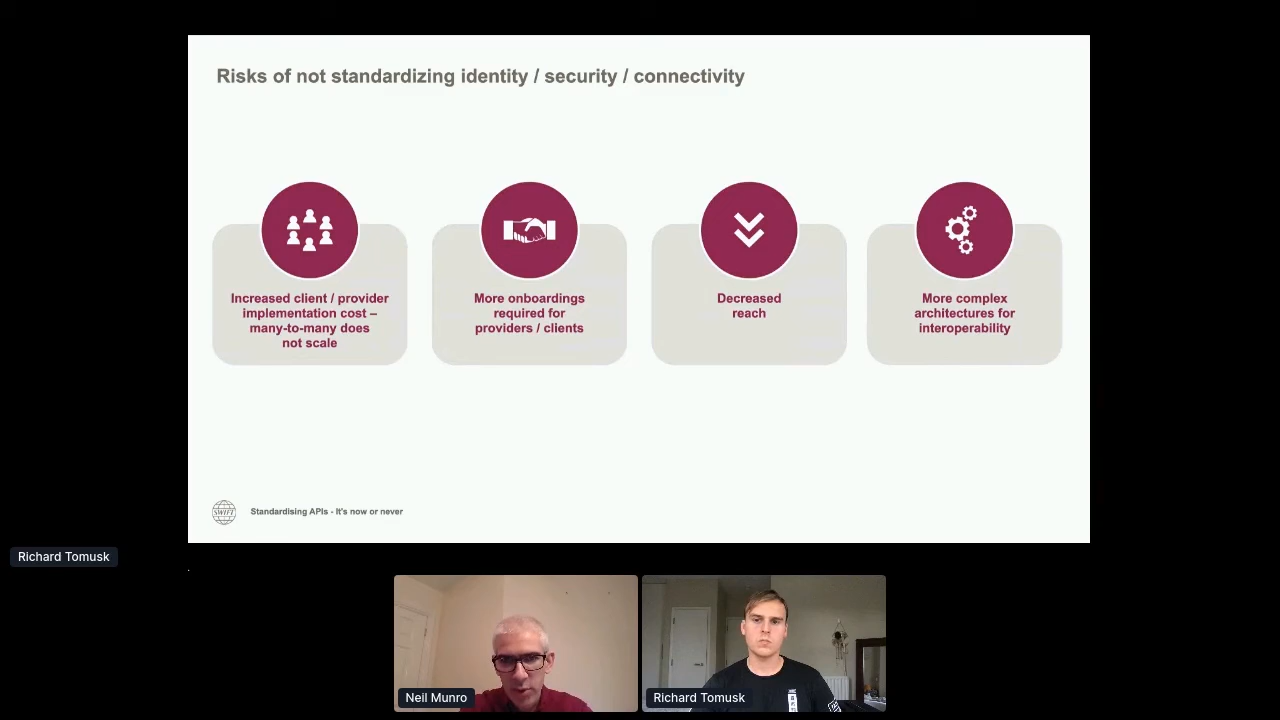 Risks of not standardizing identity / security / connectivity
Increased client / provider
implementation cost –
many-to-many does
not scale
More onboardings
required for
providers / clients
Decreased
reach
More complex
architectures for
interoperability
SWIFT
Standardising APIs - It's now or never
Richard Tomusk
Neil Munro
Richard Tomusk